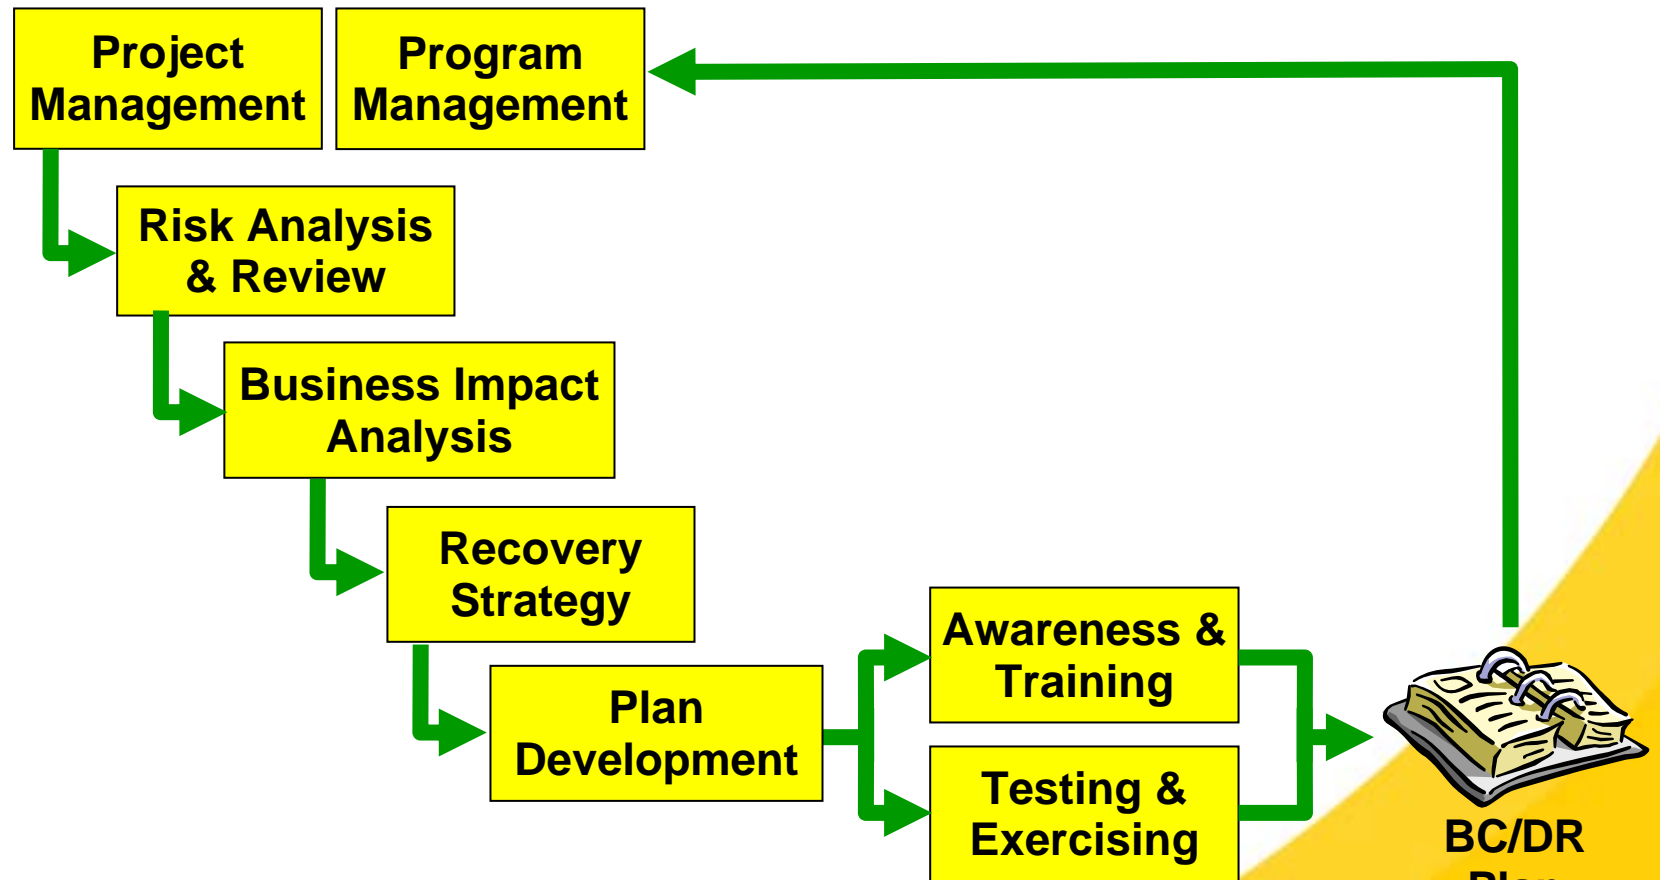 Project
Management
Program
Management
Risk Analysis
& Review
Business Impact
Analysis
Recovery
Strategy
Plan
Development
Awareness &
Training
Testing &
Exercising
BC/DR
Plan